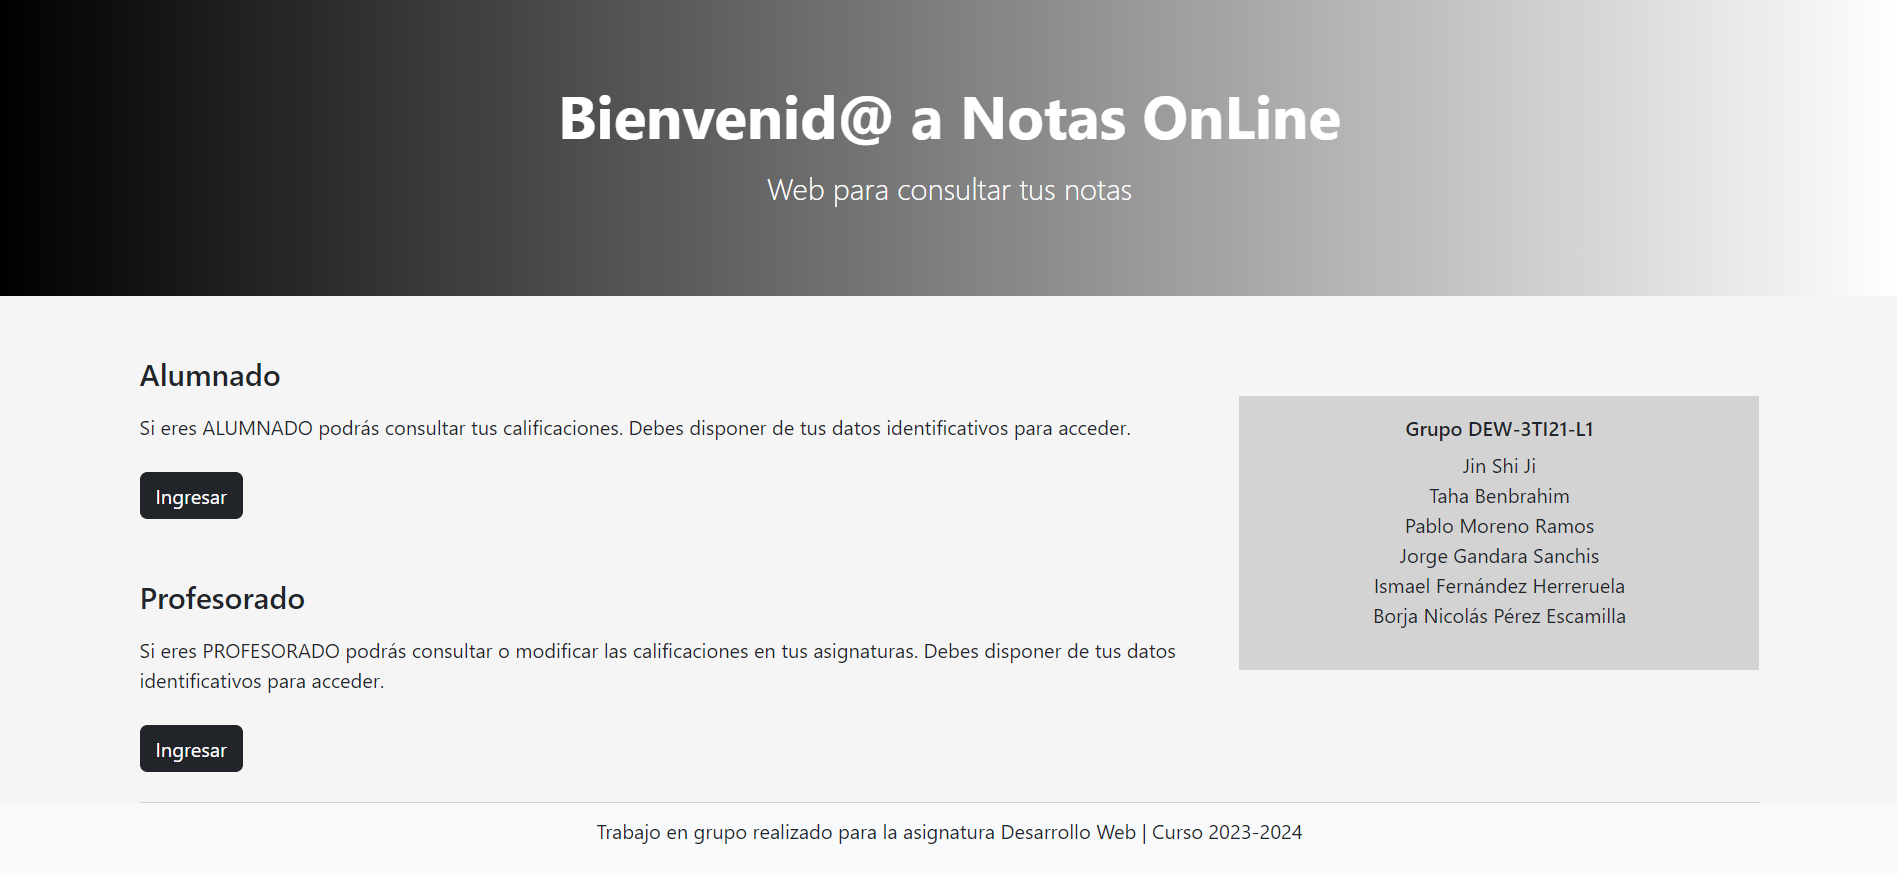 Bienvenid@ a Notas OnLine
Web para consultar tus notas
Alumnado
Si eres ALUMNADO podrás consultar tus calificaciones. Debes disponer de tus datos identificativos para acceder.
Ingresar
Profesorado
Si eres PROFESORADO podrás consultar o modificar las calificaciones en tus asignaturas. Debes disponer de tus datos
identificativos para acceder.
Ingresar
Grupo DEW-3TI21-L1
Jin Shi Ji
Taha Benbrahim
Pablo Moreno Ramos
Jorge Gandara Sanchis
Ismael Fernández Herreruela
Borja Nicolás Pérez Escamilla
Trabajo en grupo realizado para la asignatura Desarrollo Web | Curso 2023-2024